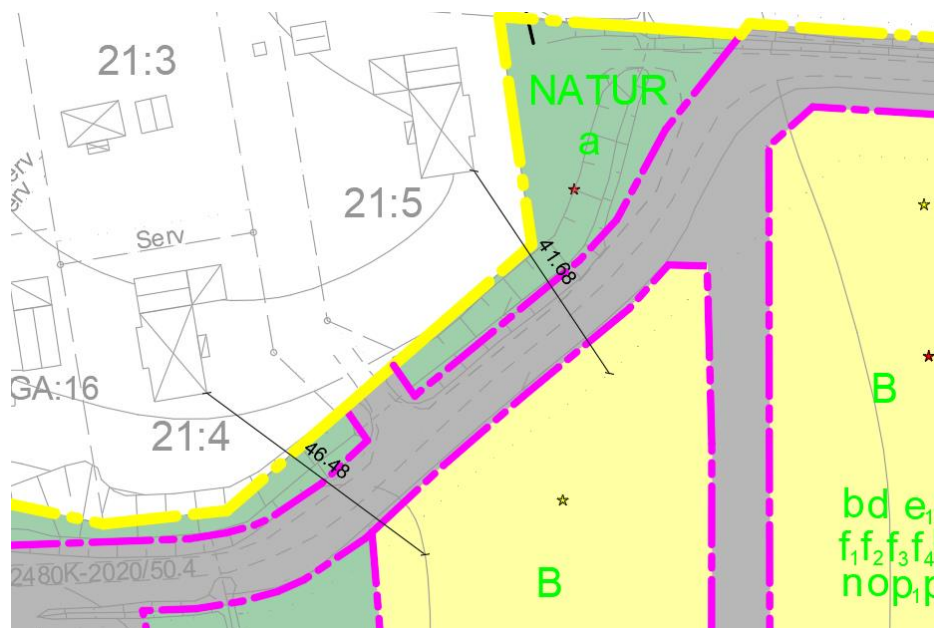 21:3
NATUR
a
Serv
Serv
21:5
Serv
41.68
GA:16
B
21:4
46.48
bd e₁
f₁f₂f₃f₄
2480K-2020/50.4
B
nop₁p